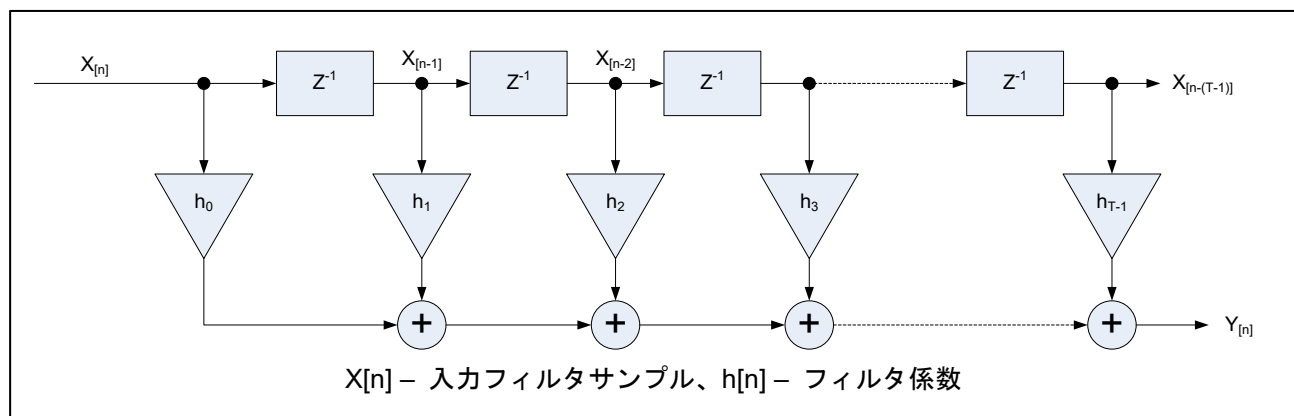 X[n]
X[n-1]
X[n-2]
Z-1
Z-1
Z-1
Z-1
X[n-(T-1)]
h0
h1
h2
h3
hT-1
+
+
+
+
Y[n]
X[n] – 入力フィルタサンプル、h[n] – フィルタ係数